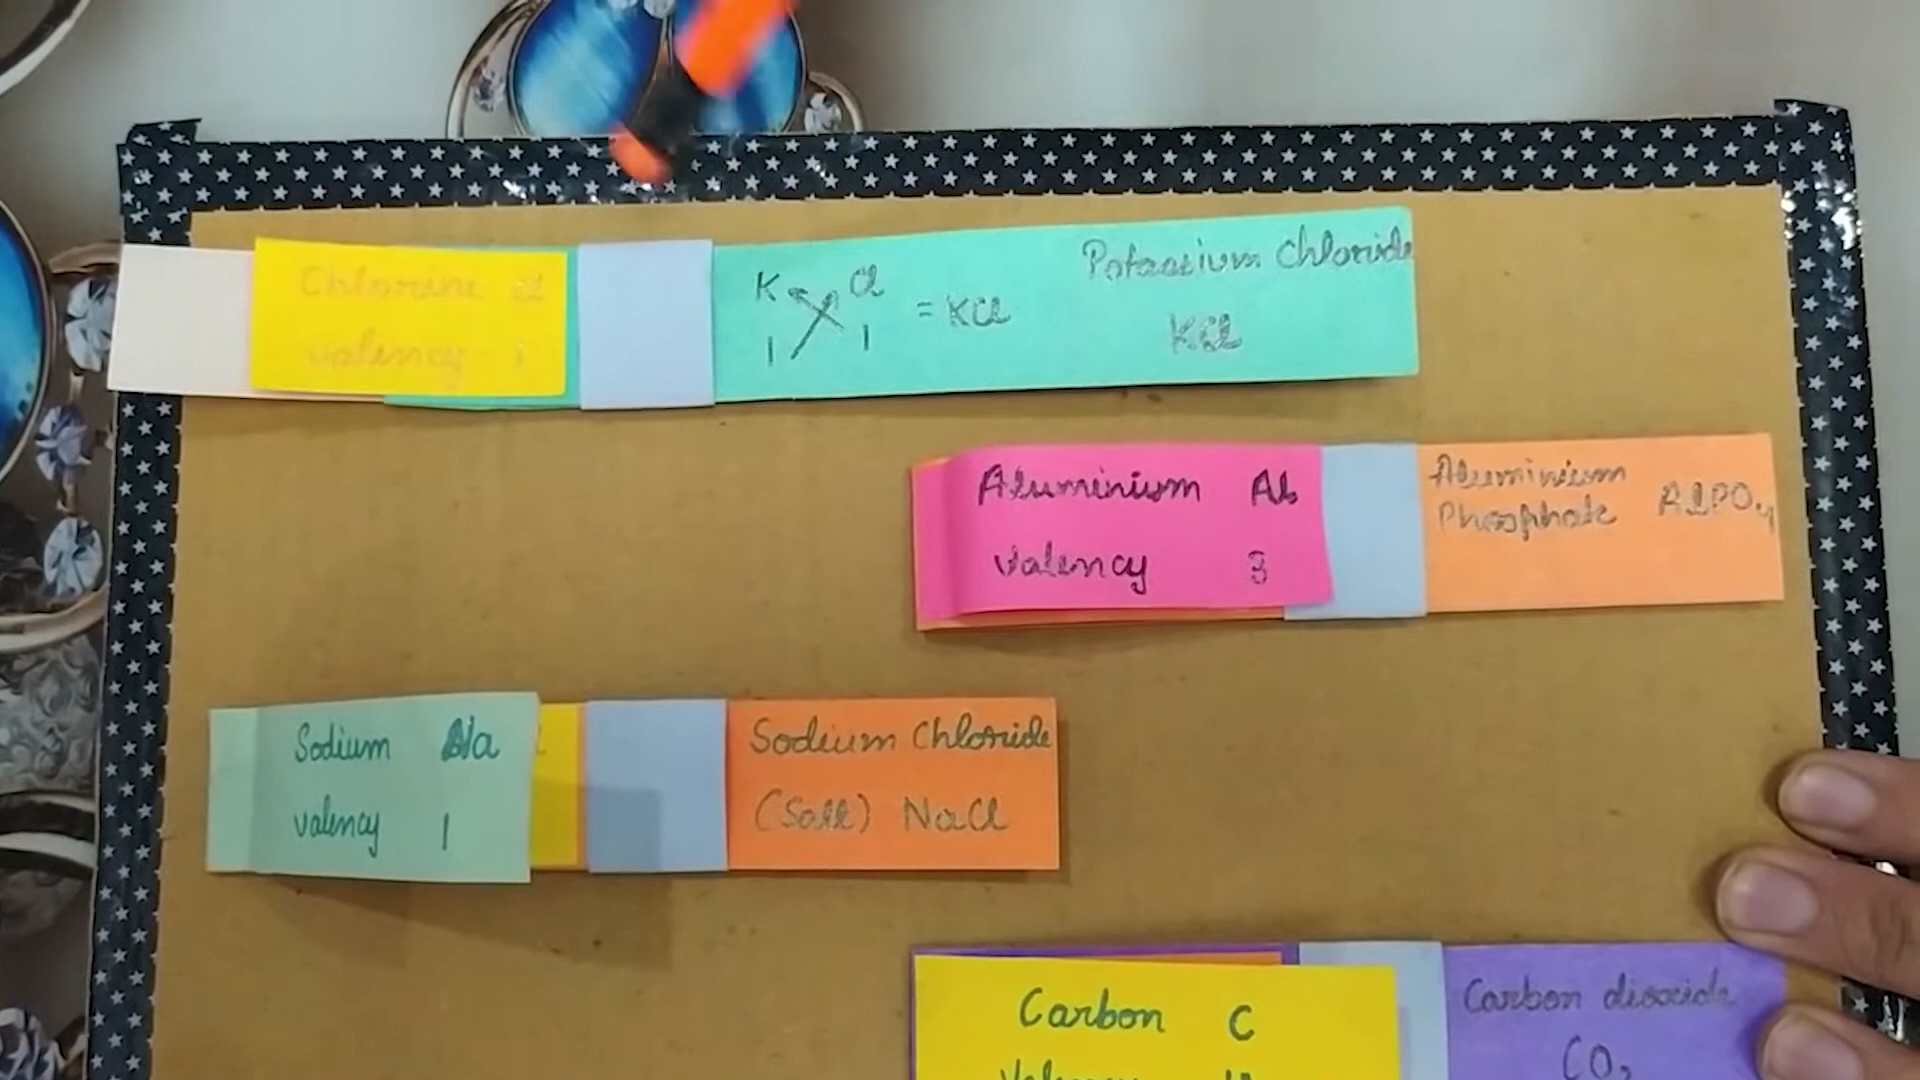 Chlorine Cl
Valency - 1
K Cl = KCl
1 1
Potassium Chloride
KCl
Aluminium Al
Valency 3
Aluminium
Phosphate AlPO4
Sodium Na
Valency 1
Sodium Chloride
(Salt) NaCl
Carbon C
Carbon dioxide
CO2